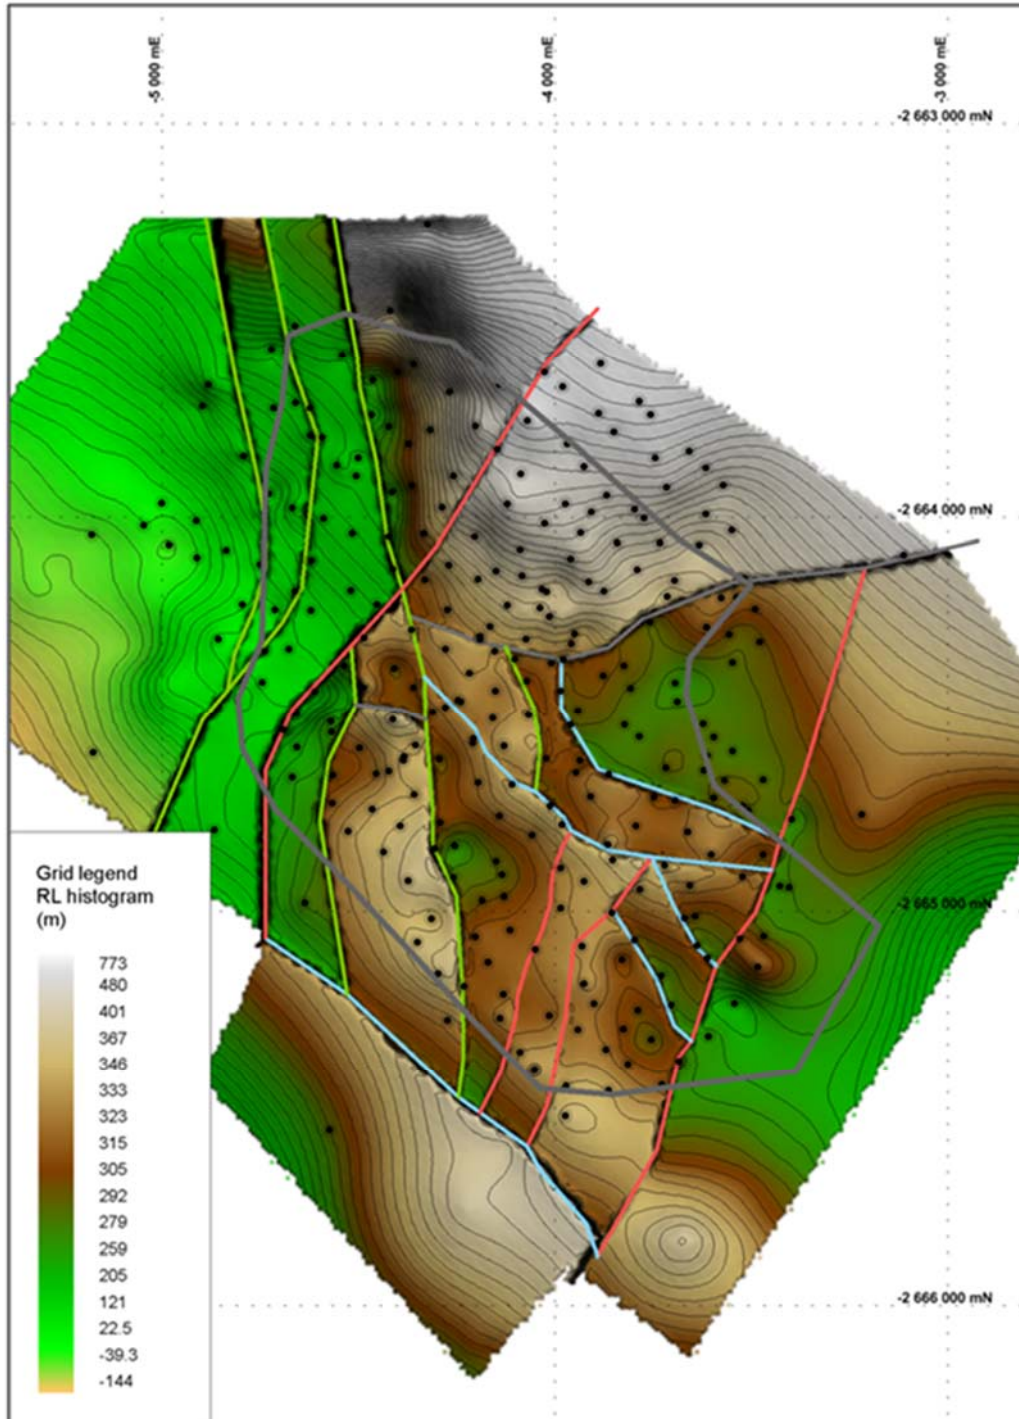 -5 000 mE
-4 000 mE
-3 000 mE
-2 663 000 mN
-2 664 000 mN
-2 665 000 mN
-2 666 000 mN
Grid legend
RL histogram
(m)
773
480
401
367
346
333
323
315
305
292
279
259
205
121
22.5
-39.3
-144